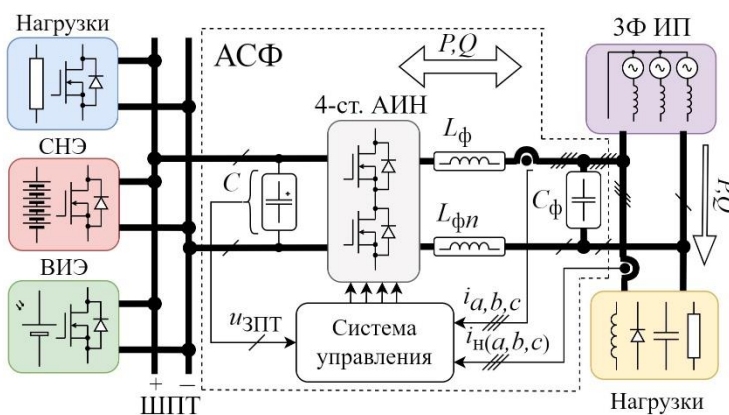 Нагрузки
СНЭ
ВИЭ
+ –
ШПТ
АСФ
P,Q
4-ст. АИН
Lф
C
+
Cф
Lфn
ia,b,c
uЗПТ
Система
управления
iн(a,b,c)
3Ф ИП
P,Q
Нагрузки